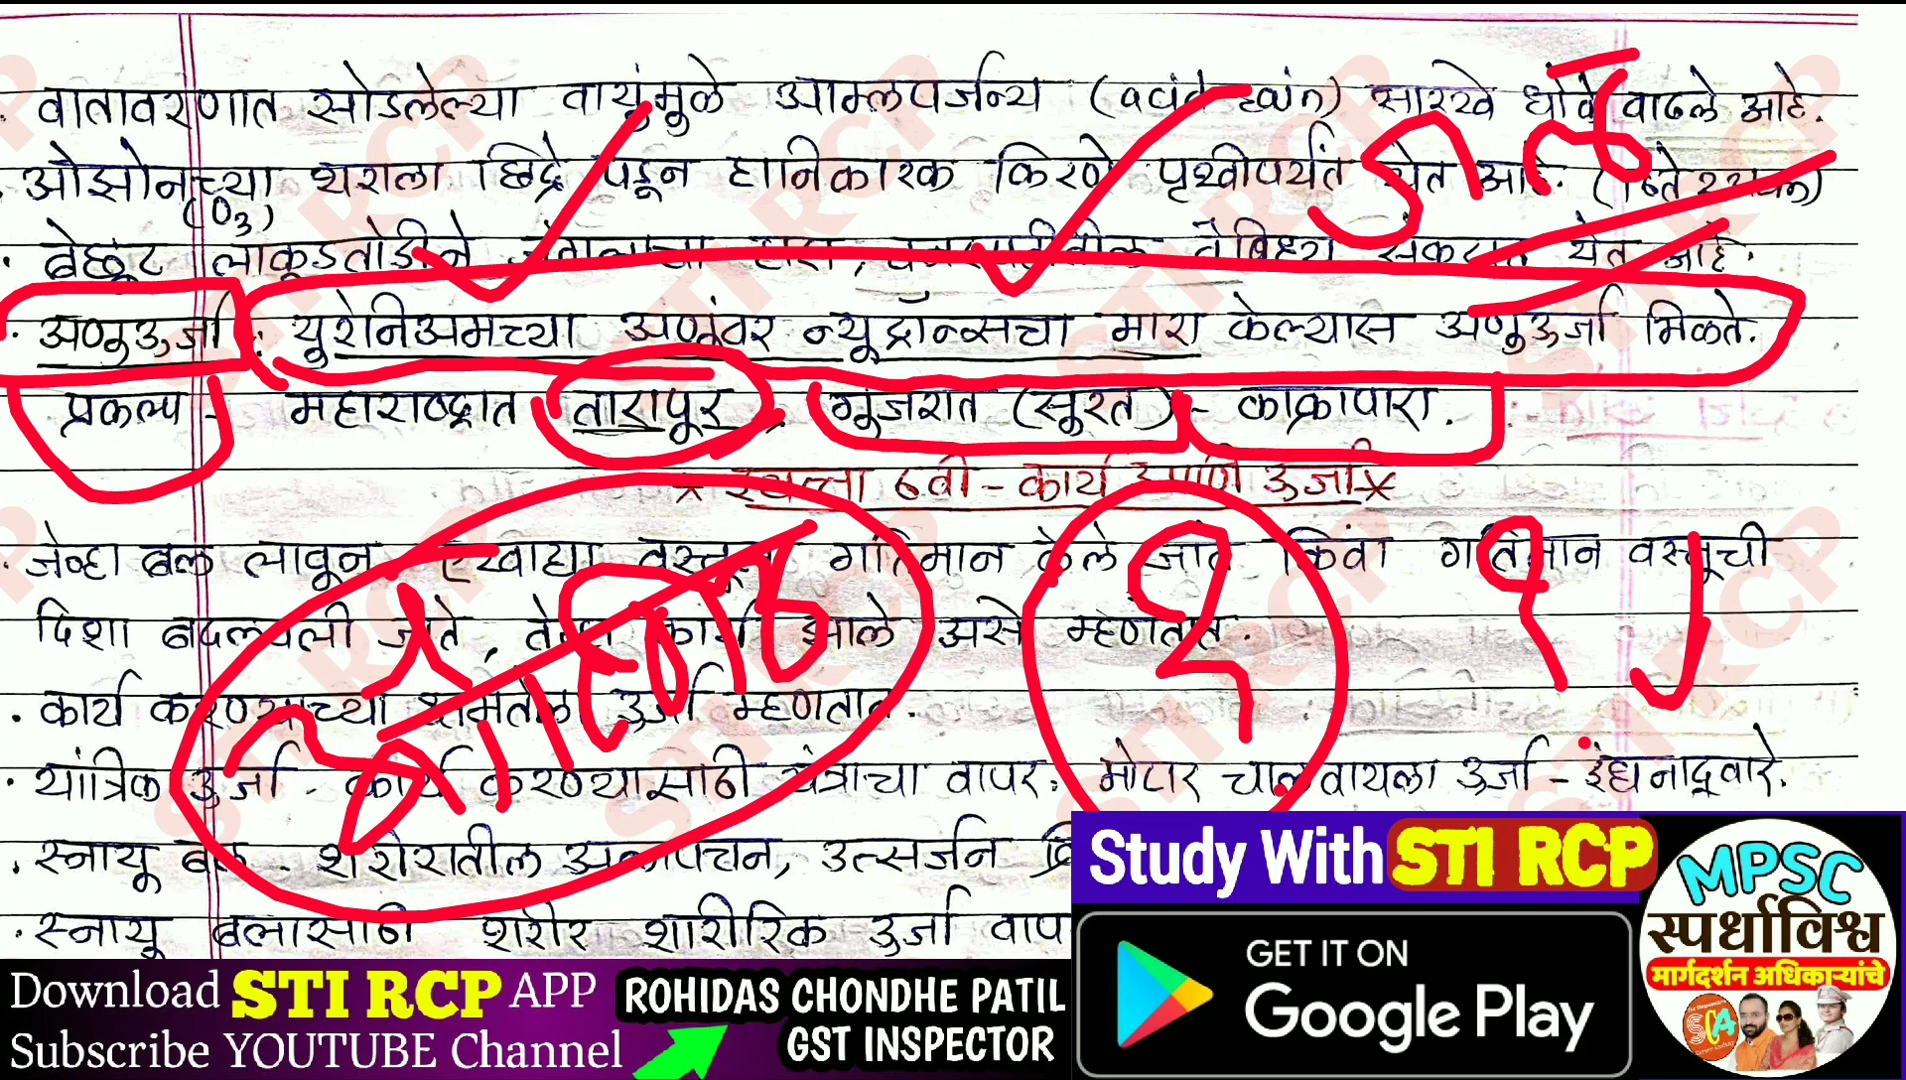 वातावरणात सोडलेल्या वायुंमुळे आम्लपर्जन्य (acid rain) सारखे धोके वाढले आहे.
ओझोनच्या (O3) थराला छिद्रे पडून हानिकारक किरणे पृथ्वीपर्यंत येत आहे.
बेछूट लाकूडतोडीने जंगलांचा ऱ्हास, येत आहे.
अणुऊर्जा : युरेनिअमच्या अणूंवर न्यूट्रॉन्सचा मारा केल्यास अणुऊर्जा मिळते.
प्रकल्प - महाराष्ट्रात तारापूर, गुजरात (सूरत) - काक्रापारा.
* इयत्ता 6वी - कार्य आणि ऊर्जा *
जेव्हा बल लावून एखाद्या वस्तूला गतिमान केले जाते किंवा गतिमान वस्तूची
दिशा बदलवली जाते, तेव्हा कार्य झाले असे म्हणतात.
कार्य करण्याच्या क्षमतेला ऊर्जा म्हणतात.
यांत्रिक ऊर्जा - कार्य करण्यासाठी यंत्राचा वापर: मोटार चालवायला ऊर्जा - इंधनाद्वारे.
स्नायू बल - शरीरातील अन्नपचन, उत्सर्जन
स्नायू बलासाठी शरीर शारीरिक ऊर्जा वाप
Study With STI RCP
GET IT ON
Google Play
MPSC
स्पर्धाविश्व
मार्गदर्शन अधिकाऱ्यांचे
Download STI RCP APP
Subscribe YOUTUBE Channel
ROHIDAS CHONDHE PATIL
GST INSPECTOR